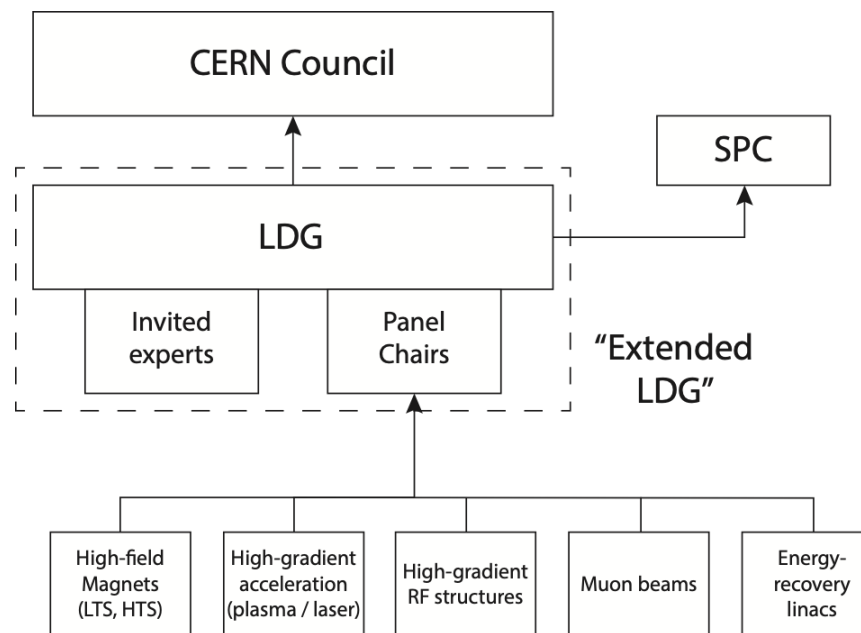 CERN Council
SPC
LDG
Invited
experts
Panel
Chairs
“Extended
LDG”
High-field
Magnets
(LTS, HTS)
High-gradient
acceleration
(plasma / laser)
High-gradient
RF structures
Muon beams
Energy-
recovery
linacs